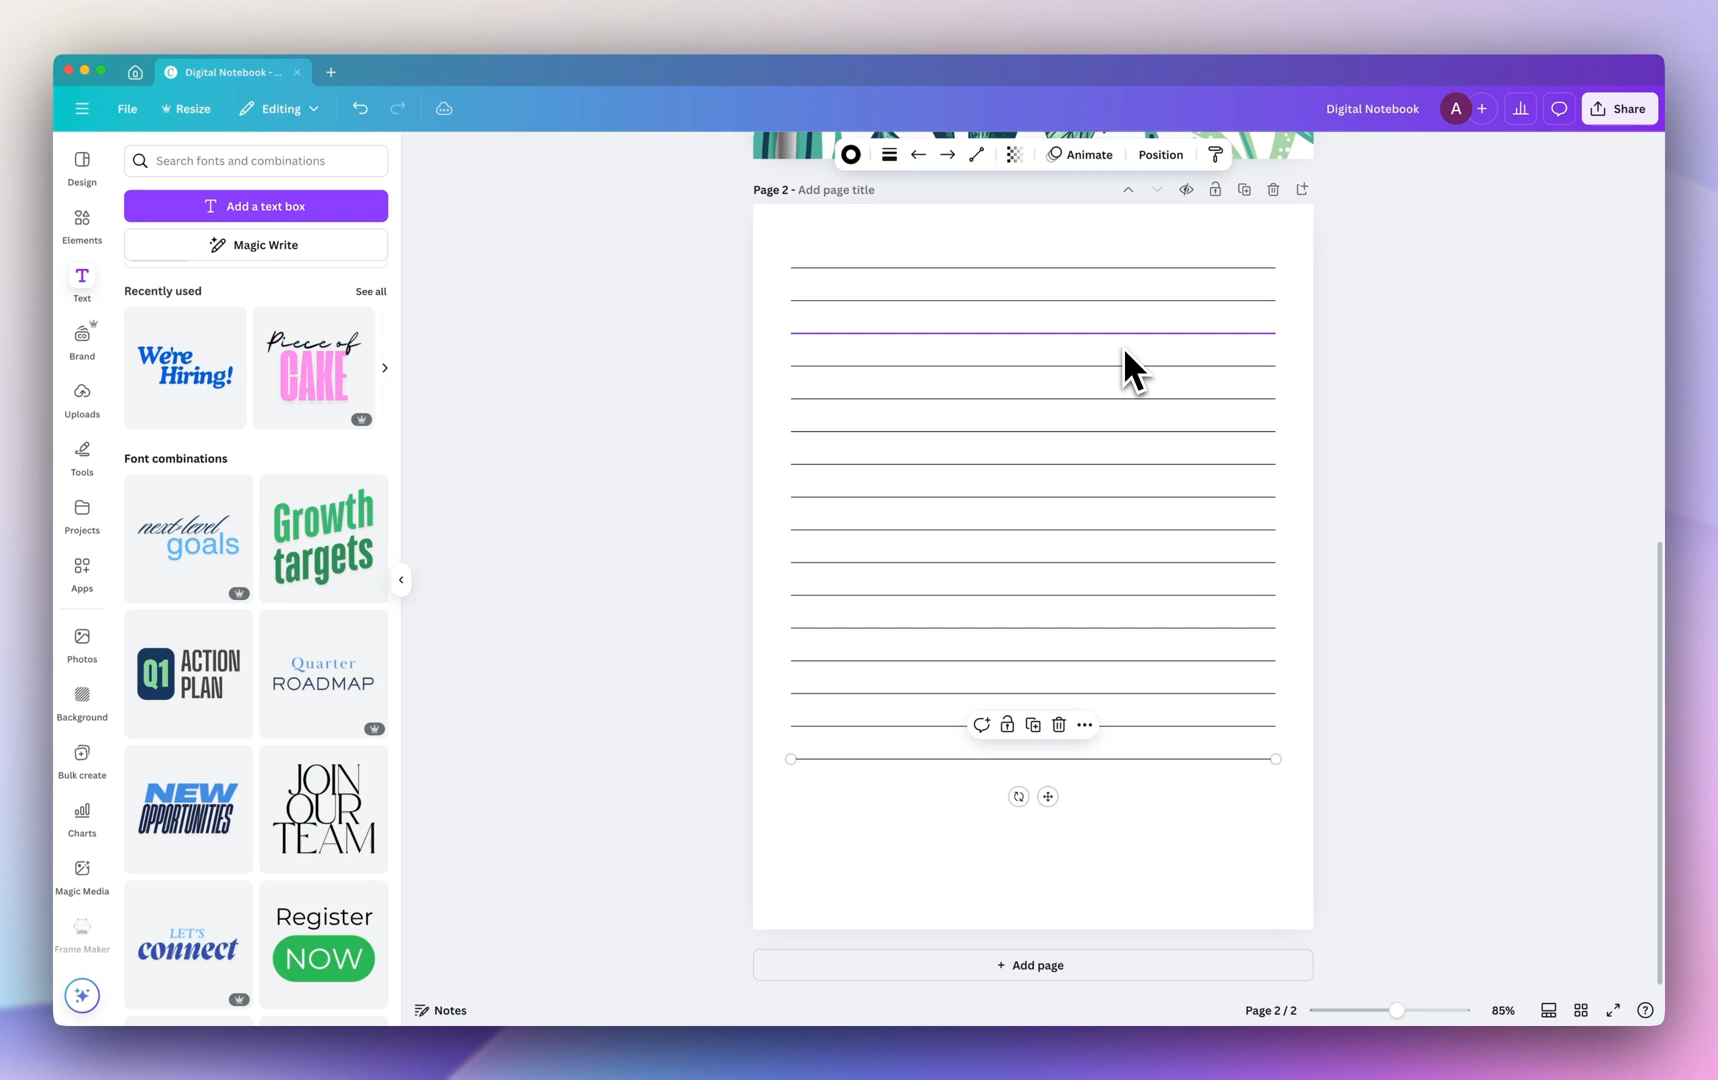 Digital Notebook - ...
File
Resize
Editing
Digital Notebook
A
Share
Design
Elements
Text
Brand
Uploads
Tools
Projects
Apps
Photos
Background
Bulk create
Charts
Magic Media
Frame Maker
Search fonts and combinations
Add a text box
Magic Write
Recently used
See all
We're
Hiring!
Piece of
CAKE
Font combinations
next-level
goals
Growth
targets
Q1 ACTION
PLAN
Quarter
ROADMAP
NEW
OPPORTUNITIES
JOIN
OUR
TEAM
LET'S
connect
Register
NOW
Animate
Position
Page 2 - Add page title
+ Add page
Notes
Page 2 / 2
85%